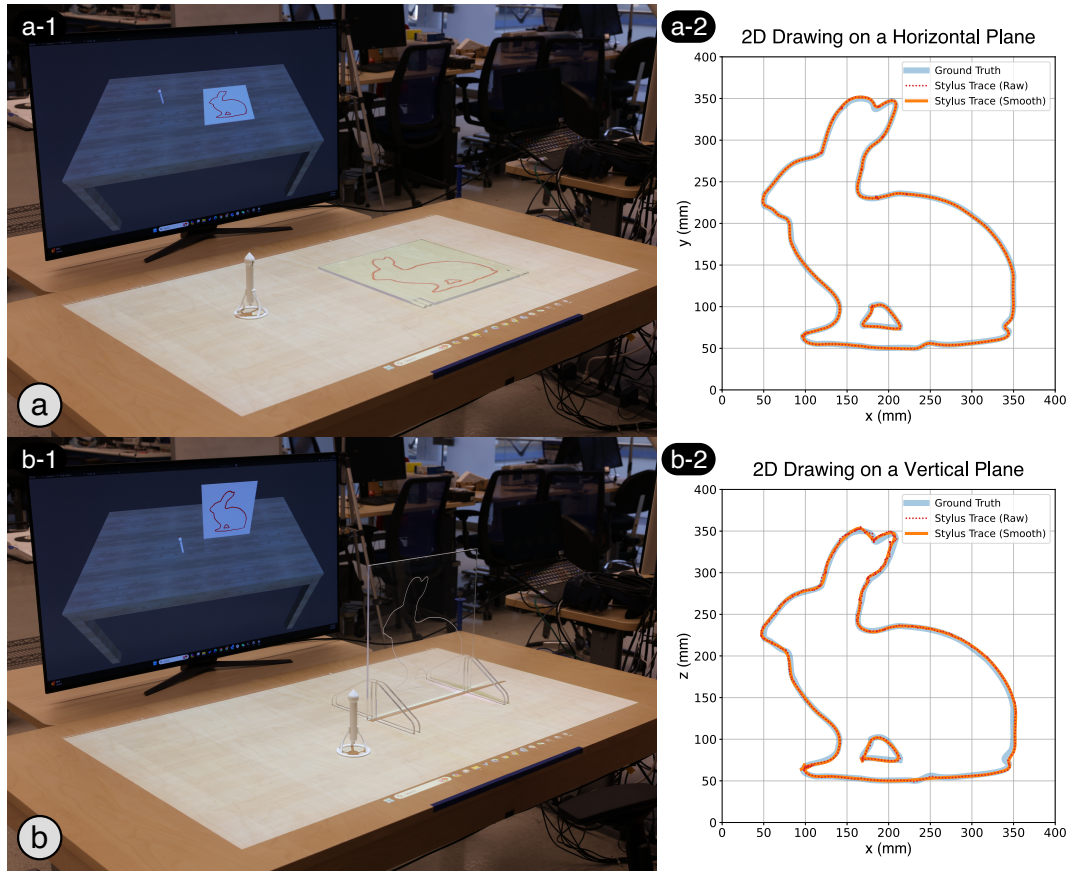 a-1
a
a-2
2D Drawing on a Horizontal Plane
Ground Truth
Stylus Trace (Raw)
Stylus Trace (Smooth)
400
350
300
250
200
150
100
50
0
y (mm)
0 50 100 150 200 250 300 350 400
x (mm)
b-1
b
b-2
2D Drawing on a Vertical Plane
Ground Truth
Stylus Trace (Raw)
Stylus Trace (Smooth)
400
350
300
250
200
150
100
50
0
z (mm)
0 50 100 150 200 250 300 350 400
x (mm)